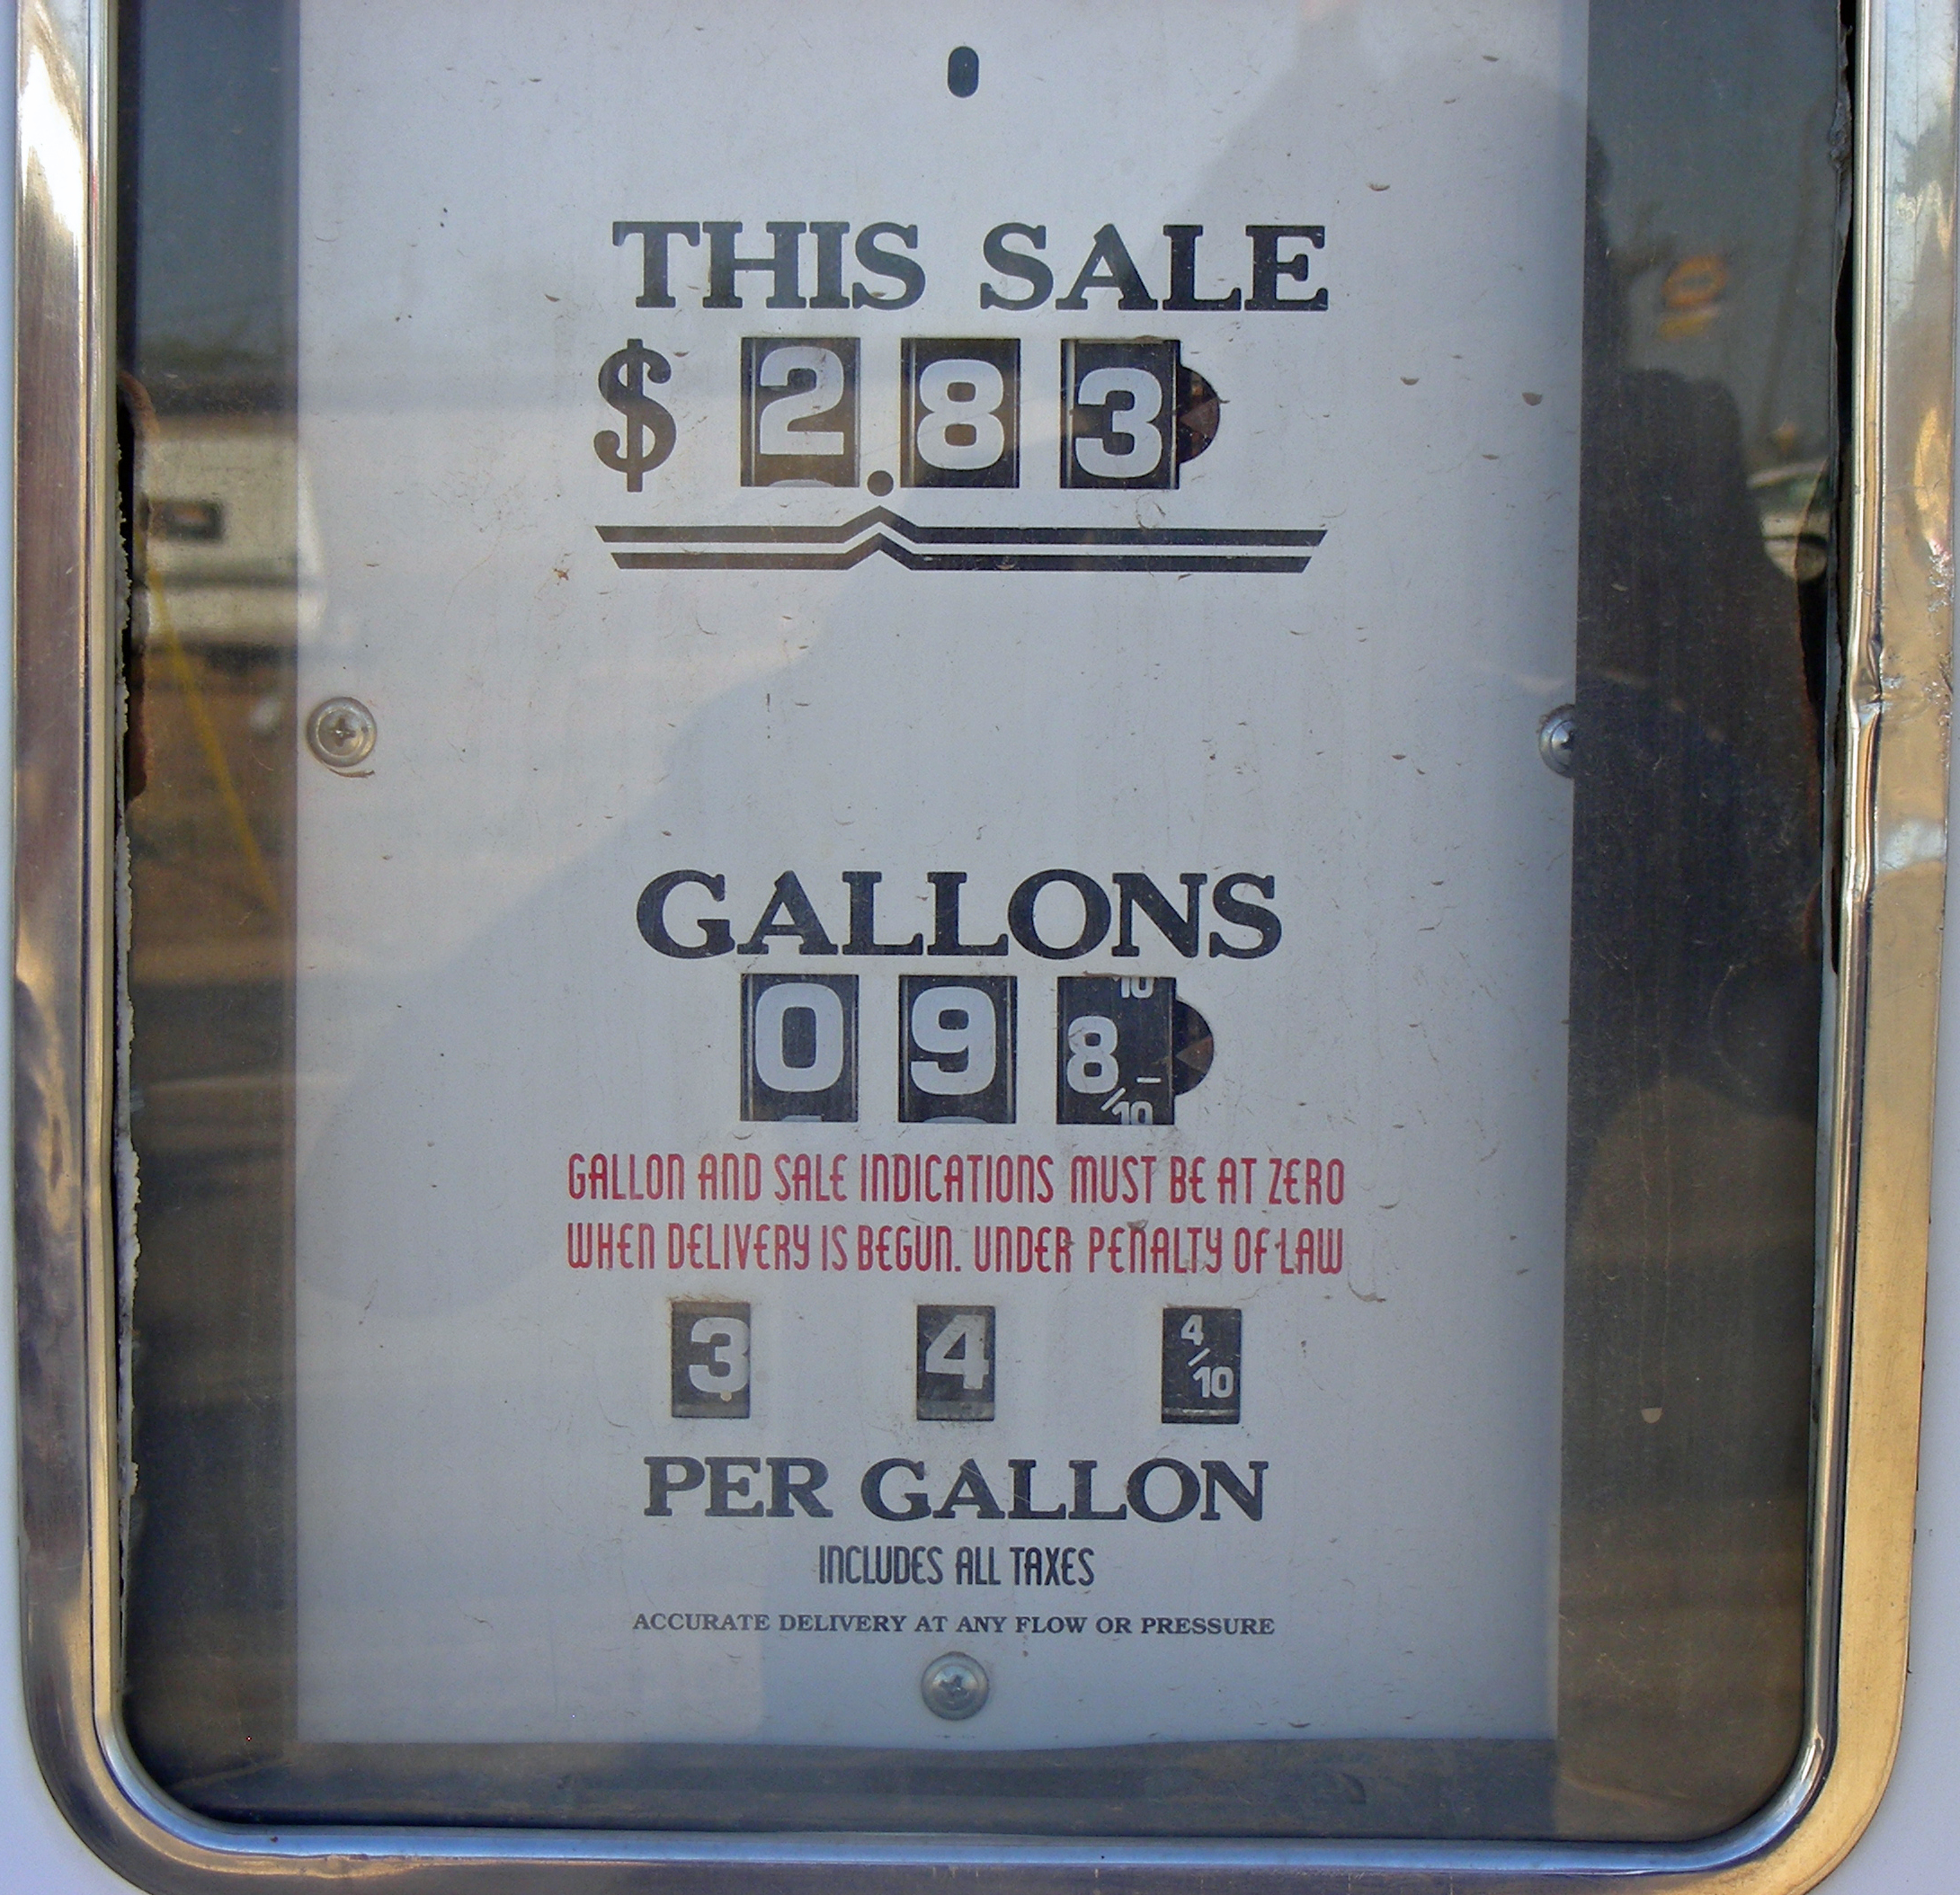 THIS SALE
$ 2.83
GALLONS
09 8/10
GALLON AND SALE INDICATIONS MUST BE AT ZERO
WHEN DELIVERY IS BEGUN. UNDER PENALTY OF LAW
3 4 4/10
PER GALLON
INCLUDES ALL TAXES
ACCURATE DELIVERY AT ANY FLOW OR PRESSURE